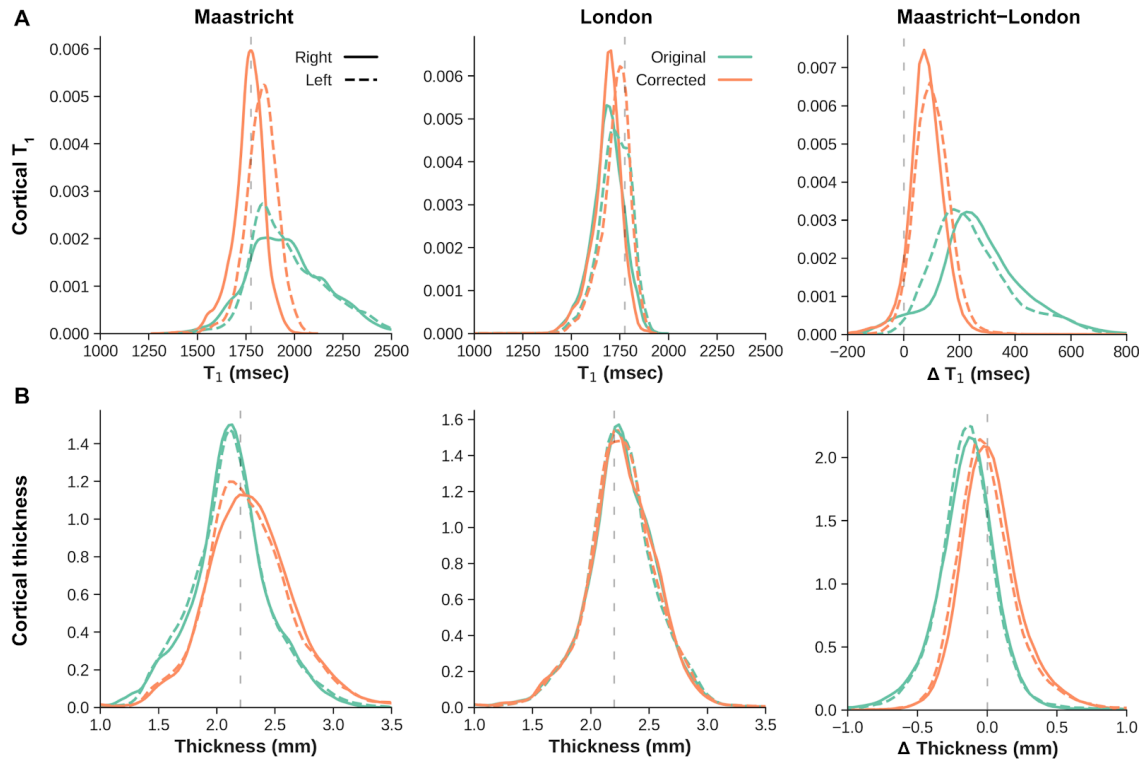 A
Maastricht
London
Maastricht−London
Cortical T1
0.006
0.005
0.004
0.003
0.002
0.001
0.000
Right
Left
1000 1250 1500 1750 2000 2250 2500
T1 (msec)
0.006
0.005
0.004
0.003
0.002
0.001
0.000
Original
Corrected
1000 1250 1500 1750 2000 2250 2500
T1 (msec)
0.007
0.006
0.005
0.004
0.003
0.002
0.001
0.000
−200 0 200 400 600 800
Δ T1 (msec)
B
Cortical thickness
1.4
1.2
1.0
0.8
0.6
0.4
0.2
0.0
1.0 1.5 2.0 2.5 3.0 3.5
Thickness (mm)
1.6
1.4
1.2
1.0
0.8
0.6
0.4
0.2
0.0
1.0 1.5 2.0 2.5 3.0 3.5
Thickness (mm)
2.0
1.5
1.0
0.5
0.0
−1.0 −0.5 0.0 0.5 1.0
Δ Thickness (mm)